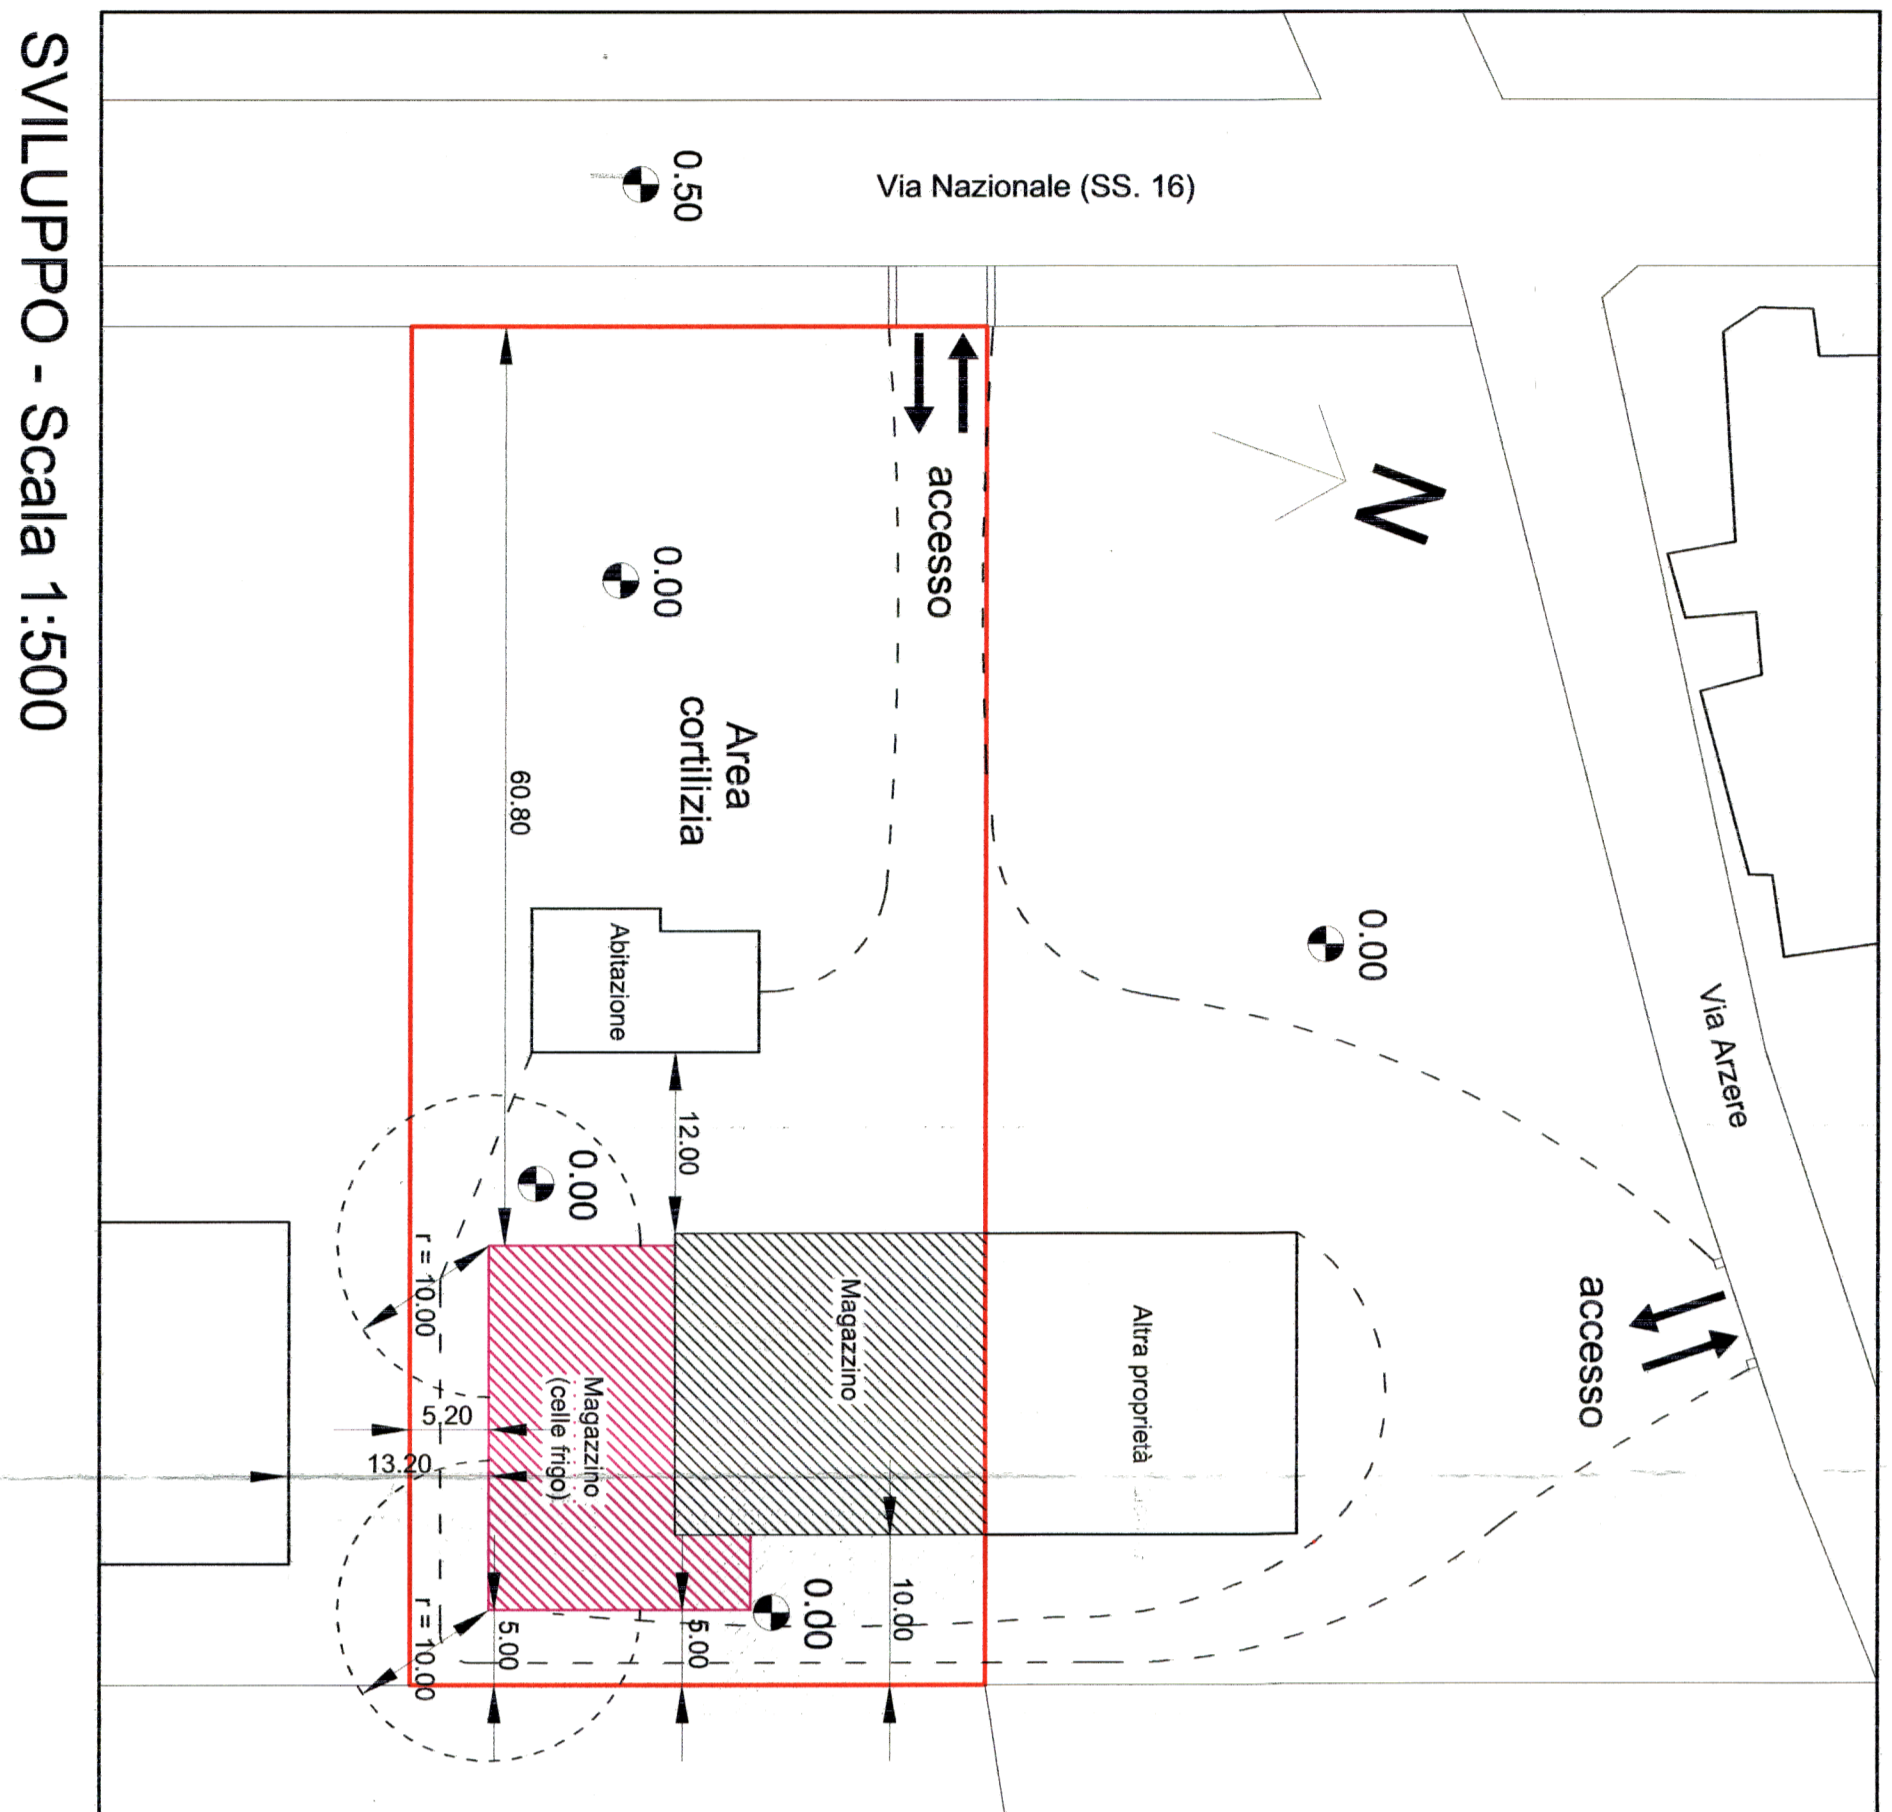 SVILUPPO - Scala 1:500
Via Nazionale (SS. 16)
0.50
accesso
N
0.00
Area
cortilizia
60.80
Abitazione
0.00
Via Arzere
12.00
0.00
r = 10.00
Magazzino
Altra proprietà
accesso
Magazzino
(celle frigo)
5.20
13.20
0.00
10.00
5.00
5.00
r = 10.00